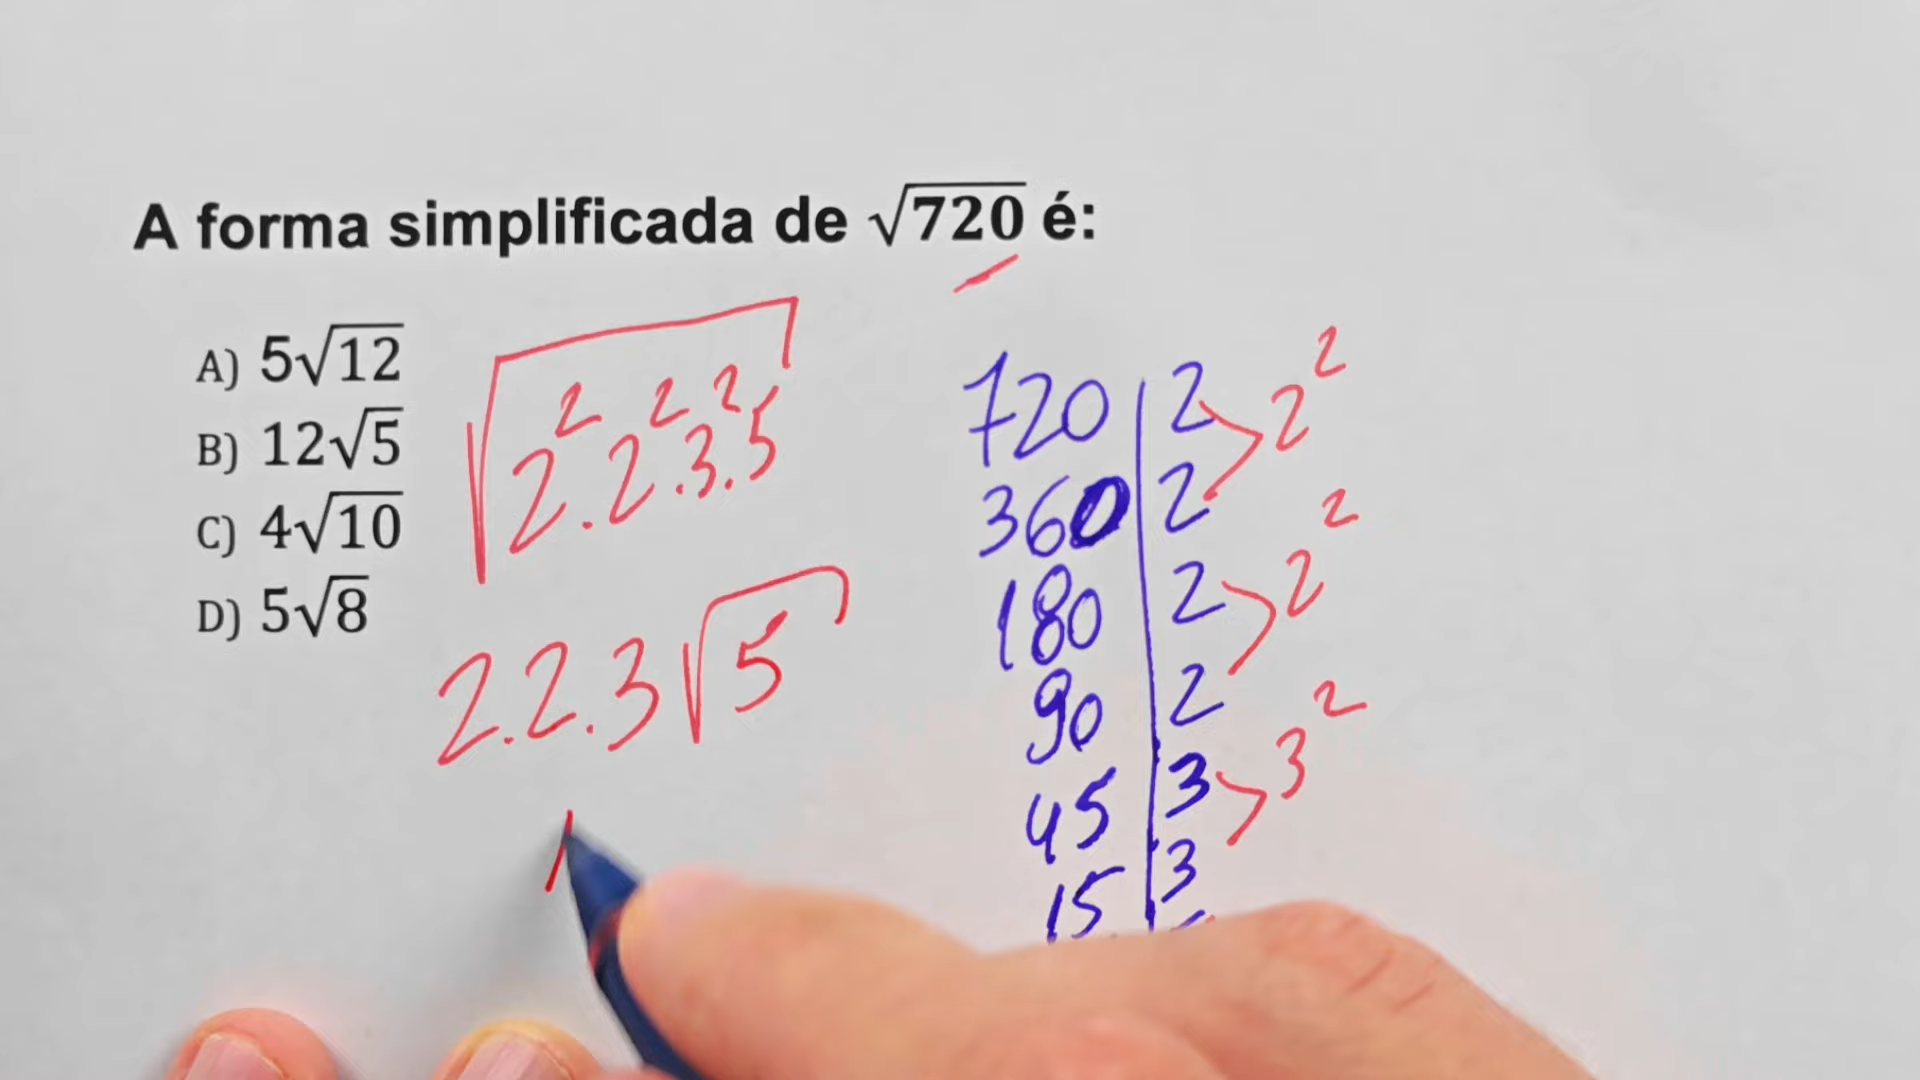 A forma simplificada de √720 é:
A) 5√12
B) 12√5
C) 4√10
D) 5√8
√2².2².3².5
2.2.3√5
720 | 2
360 | 2
180 | 2
90 | 2
45 | 3
15 | 3
2²
2²
3²